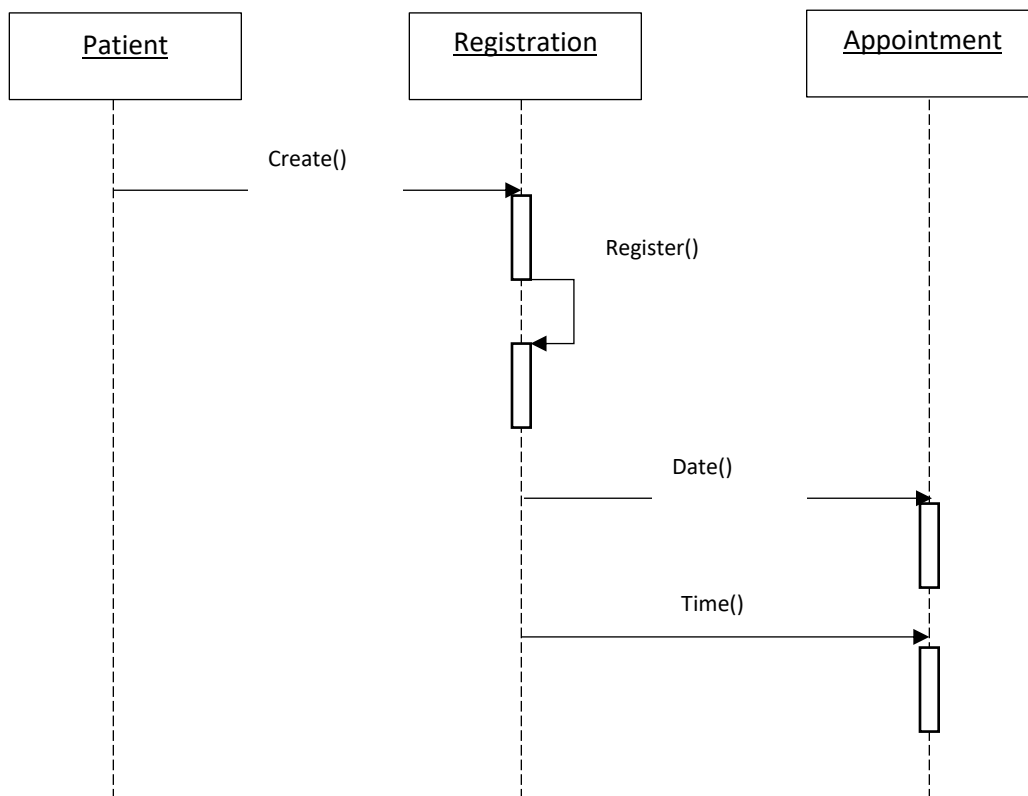 Patient
Registration
Appointment
Create()
Register()
Date()
Time()